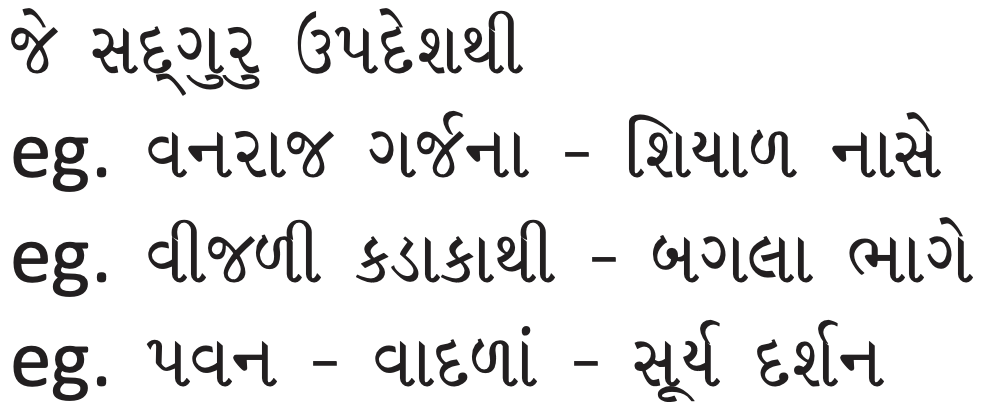 જે સદ્‌ગુરુ ઉપદેશથી
eg. વનરાજ ગર્જના - શિયાળ નાસે
eg. વીજળી કડાકાથી - બગલા ભાગે
eg. પવન - વાદળાં - સૂર્ય દર્શન